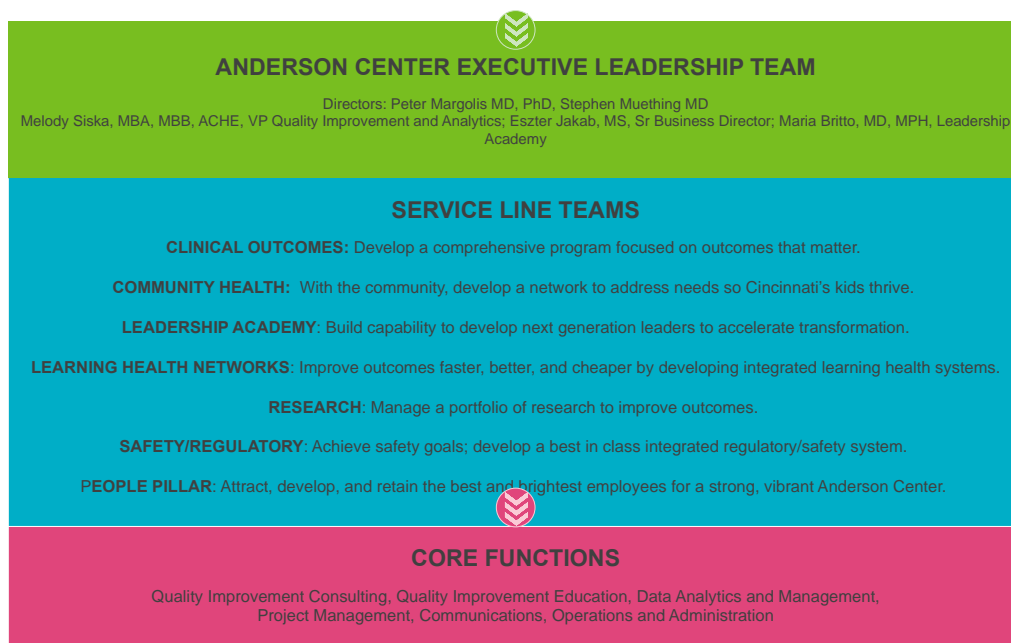 ANDERSON CENTER EXECUTIVE LEADERSHIP TEAM
Directors: Peter Margolis MD, PhD, Stephen Muething MD
Melody Siska, MBA, MBB, ACHE, VP Quality Improvement and Analytics; Eszter Jakab, MS, Sr Business Director; Maria Britto, MD, MPH, Leadership
Academy
SERVICE LINE TEAMS
CLINICAL OUTCOMES: Develop a comprehensive program focused on outcomes that matter.
COMMUNITY HEALTH:  With the community, develop a network to address needs so Cincinnati's kids thrive.
LEADERSHIP ACADEMY: Build capability to develop next generation leaders to accelerate transformation.
LEARNING HEALTH NETWORKS: Improve outcomes faster, better, and cheaper by developing integrated learning health systems.
RESEARCH: Manage a portfolio of research to improve outcomes.
SAFETY/REGULATORY: Achieve safety goals; develop a best in class integrated regulatory/safety system.
PEOPLE PILLAR: Attract, develop, and retain the best and brightest employees for a strong, vibrant Anderson Center.
CORE FUNCTIONS
Quality Improvement Consulting, Quality Improvement Education, Data Analytics and Management,
Project Management, Communications, Operations and Administration